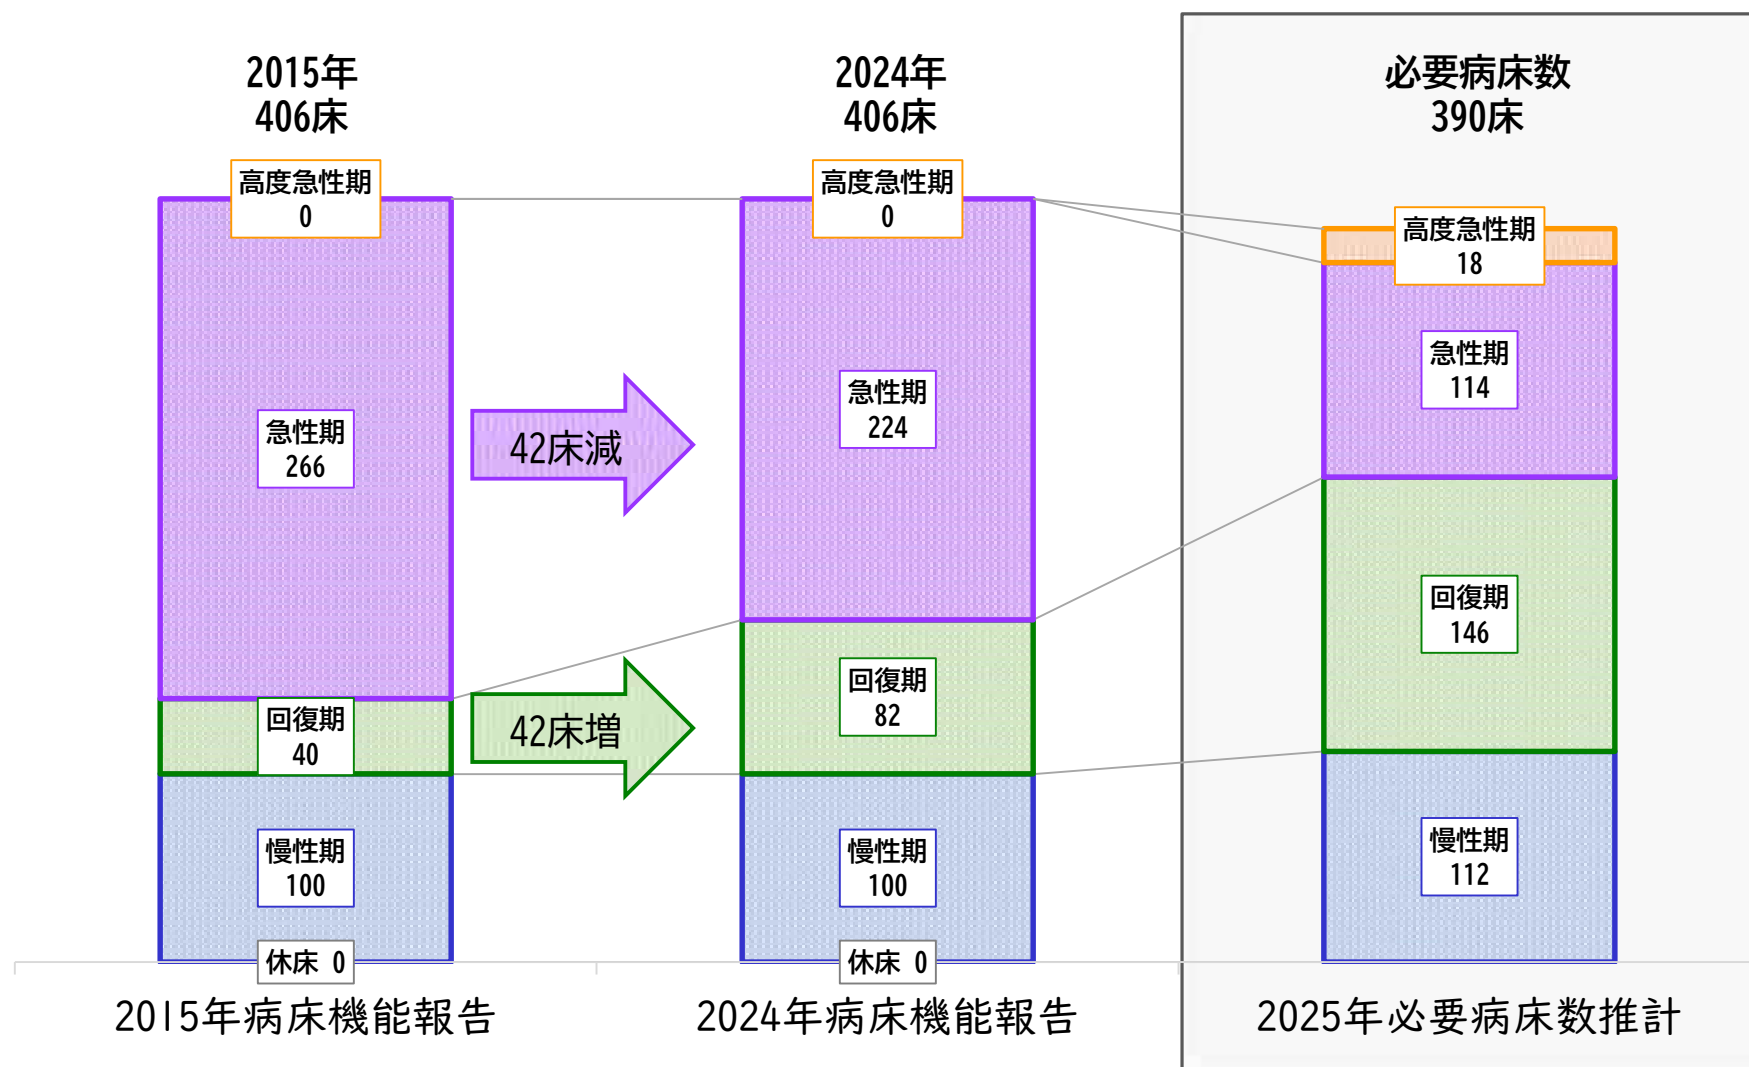 2015年
406床
高度急性期
0
急性期
266
回復期
40
慢性期
100
休床 0
2015年病床機能報告
42床減
42床増
2024年
406床
高度急性期
0
急性期
224
回復期
82
慢性期
100
休床 0
2024年病床機能報告
必要病床数
390床
高度急性期
18
急性期
114
回復期
146
慢性期
112
2025年必要病床数推計